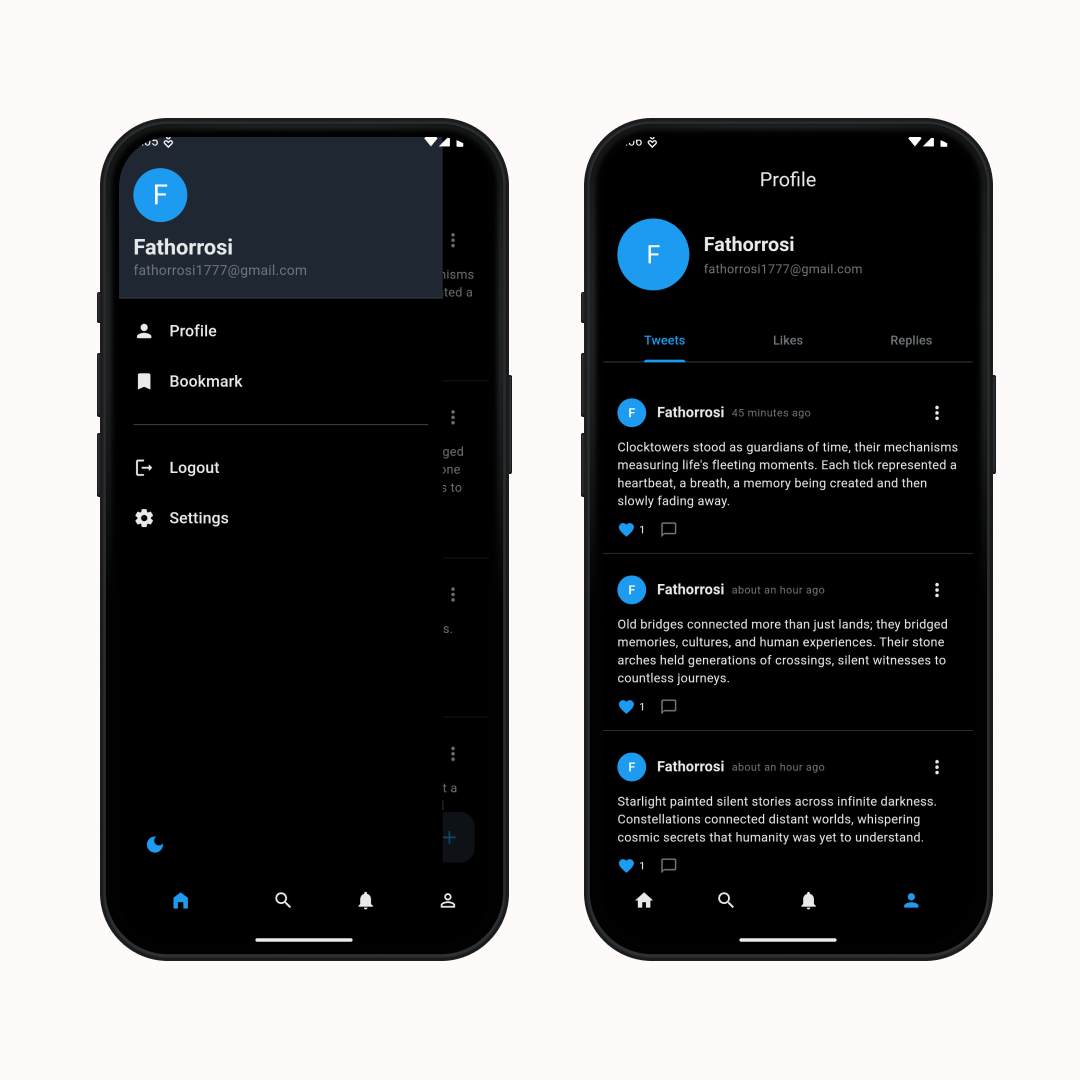 F
Fathorrosi
fathorrosi1777@gmail.com
Profile
Bookmark
Logout
Settings
ted a
one
s to
s.
t a
Profile
F
Fathorrosi
fathorrosi1777@gmail.com
Tweets Likes Replies
F Fathorrosi 45 minutes ago
Clocktowers stood as guardians of time, their mechanisms
measuring life's fleeting moments. Each tick represented a
heartbeat, a breath, a memory being created and then
slowly fading away.
1
F Fathorrosi about an hour ago
Old bridges connected more than just lands; they bridged
memories, cultures, and human experiences. Their stone
arches held generations of crossings, silent witnesses to
countless journeys.
1
F Fathorrosi about an hour ago
Starlight painted silent stories across infinite darkness.
Constellations connected distant worlds, whispering
cosmic secrets that humanity was yet to understand.
1